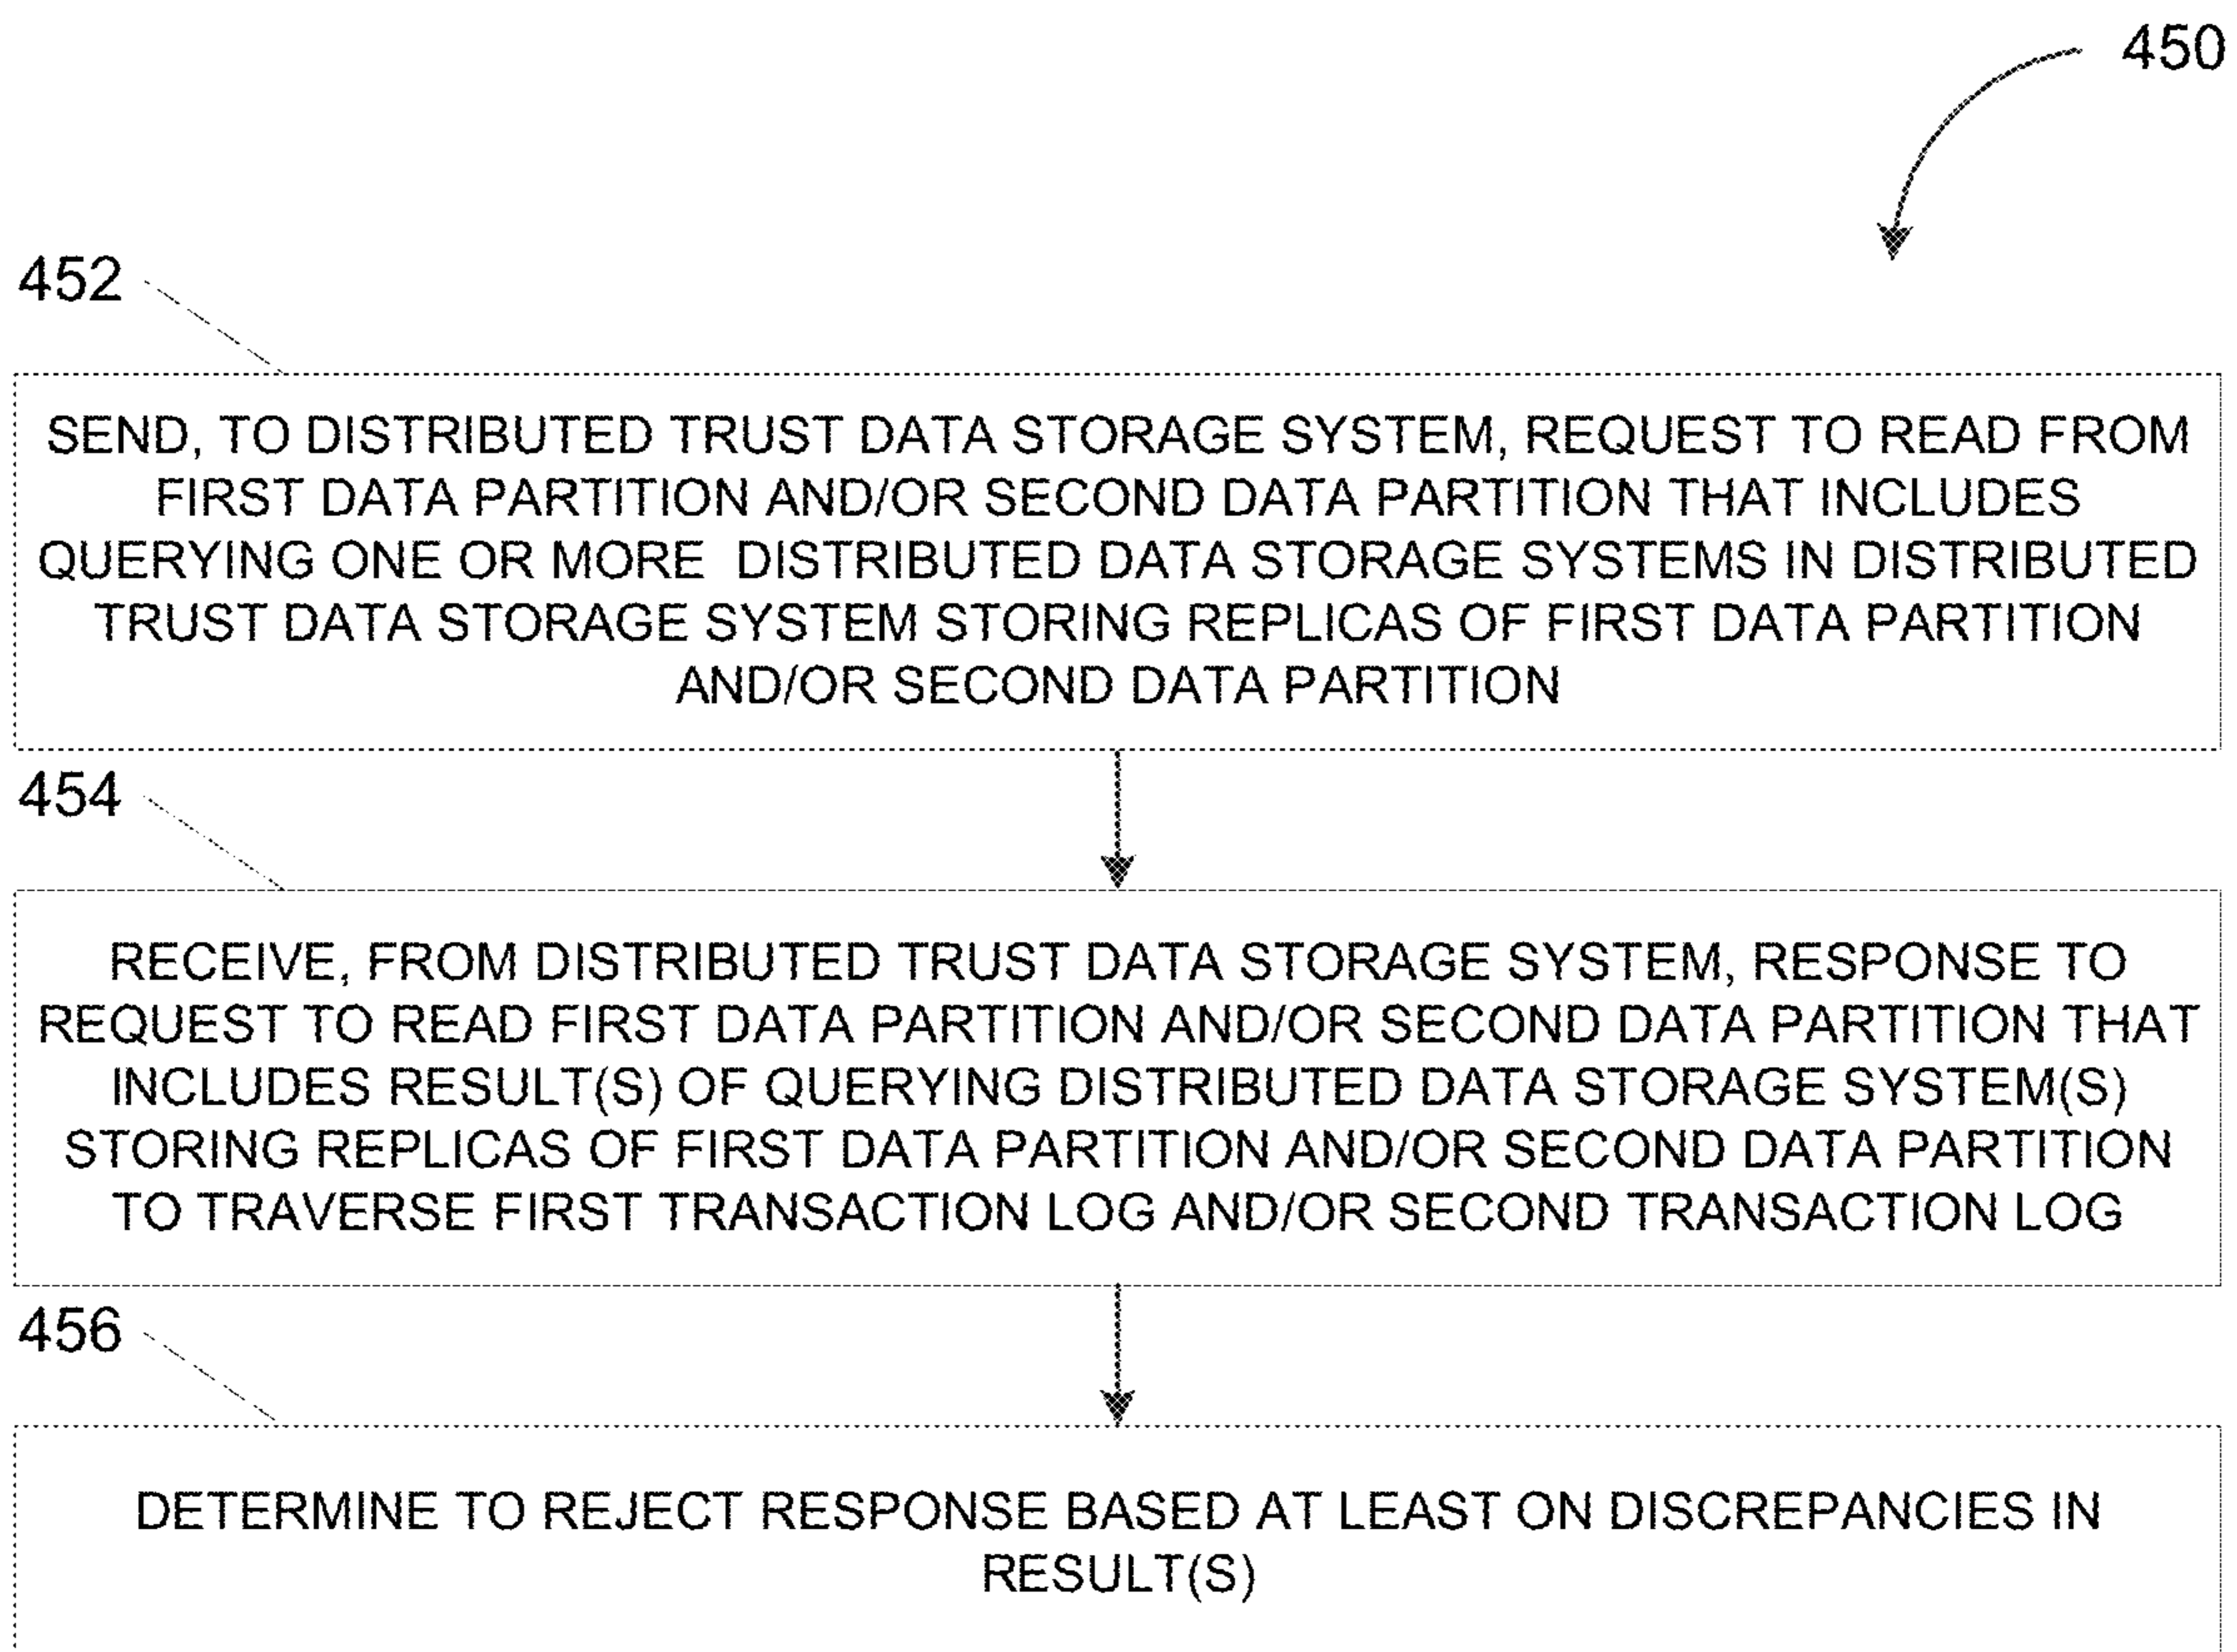 450
452
SEND, TO DISTRIBUTED TRUST DATA STORAGE SYSTEM, REQUEST TO READ FROM
FIRST DATA PARTITION AND/OR SECOND DATA PARTITION THAT INCLUDES
QUERYING ONE OR MORE DISTRIBUTED DATA STORAGE SYSTEMS IN DISTRIBUTED
TRUST DATA STORAGE SYSTEM STORING REPLICAS OF FIRST DATA PARTITION
AND/OR SECOND DATA PARTITION
454
RECEIVE, FROM DISTRIBUTED TRUST DATA STORAGE SYSTEM, RESPONSE TO
REQUEST TO READ FIRST DATA PARTITION AND/OR SECOND DATA PARTITION THAT
INCLUDES RESULT(S) OF QUERYING DISTRIBUTED DATA STORAGE SYSTEM(S)
STORING REPLICAS OF FIRST DATA PARTITION AND/OR SECOND DATA PARTITION
TO TRAVERSE FIRST TRANSACTION LOG AND/OR SECOND TRANSACTION LOG
456
DETERMINE TO REJECT RESPONSE BASED AT LEAST ON DISCREPANCIES IN
RESULT(S)